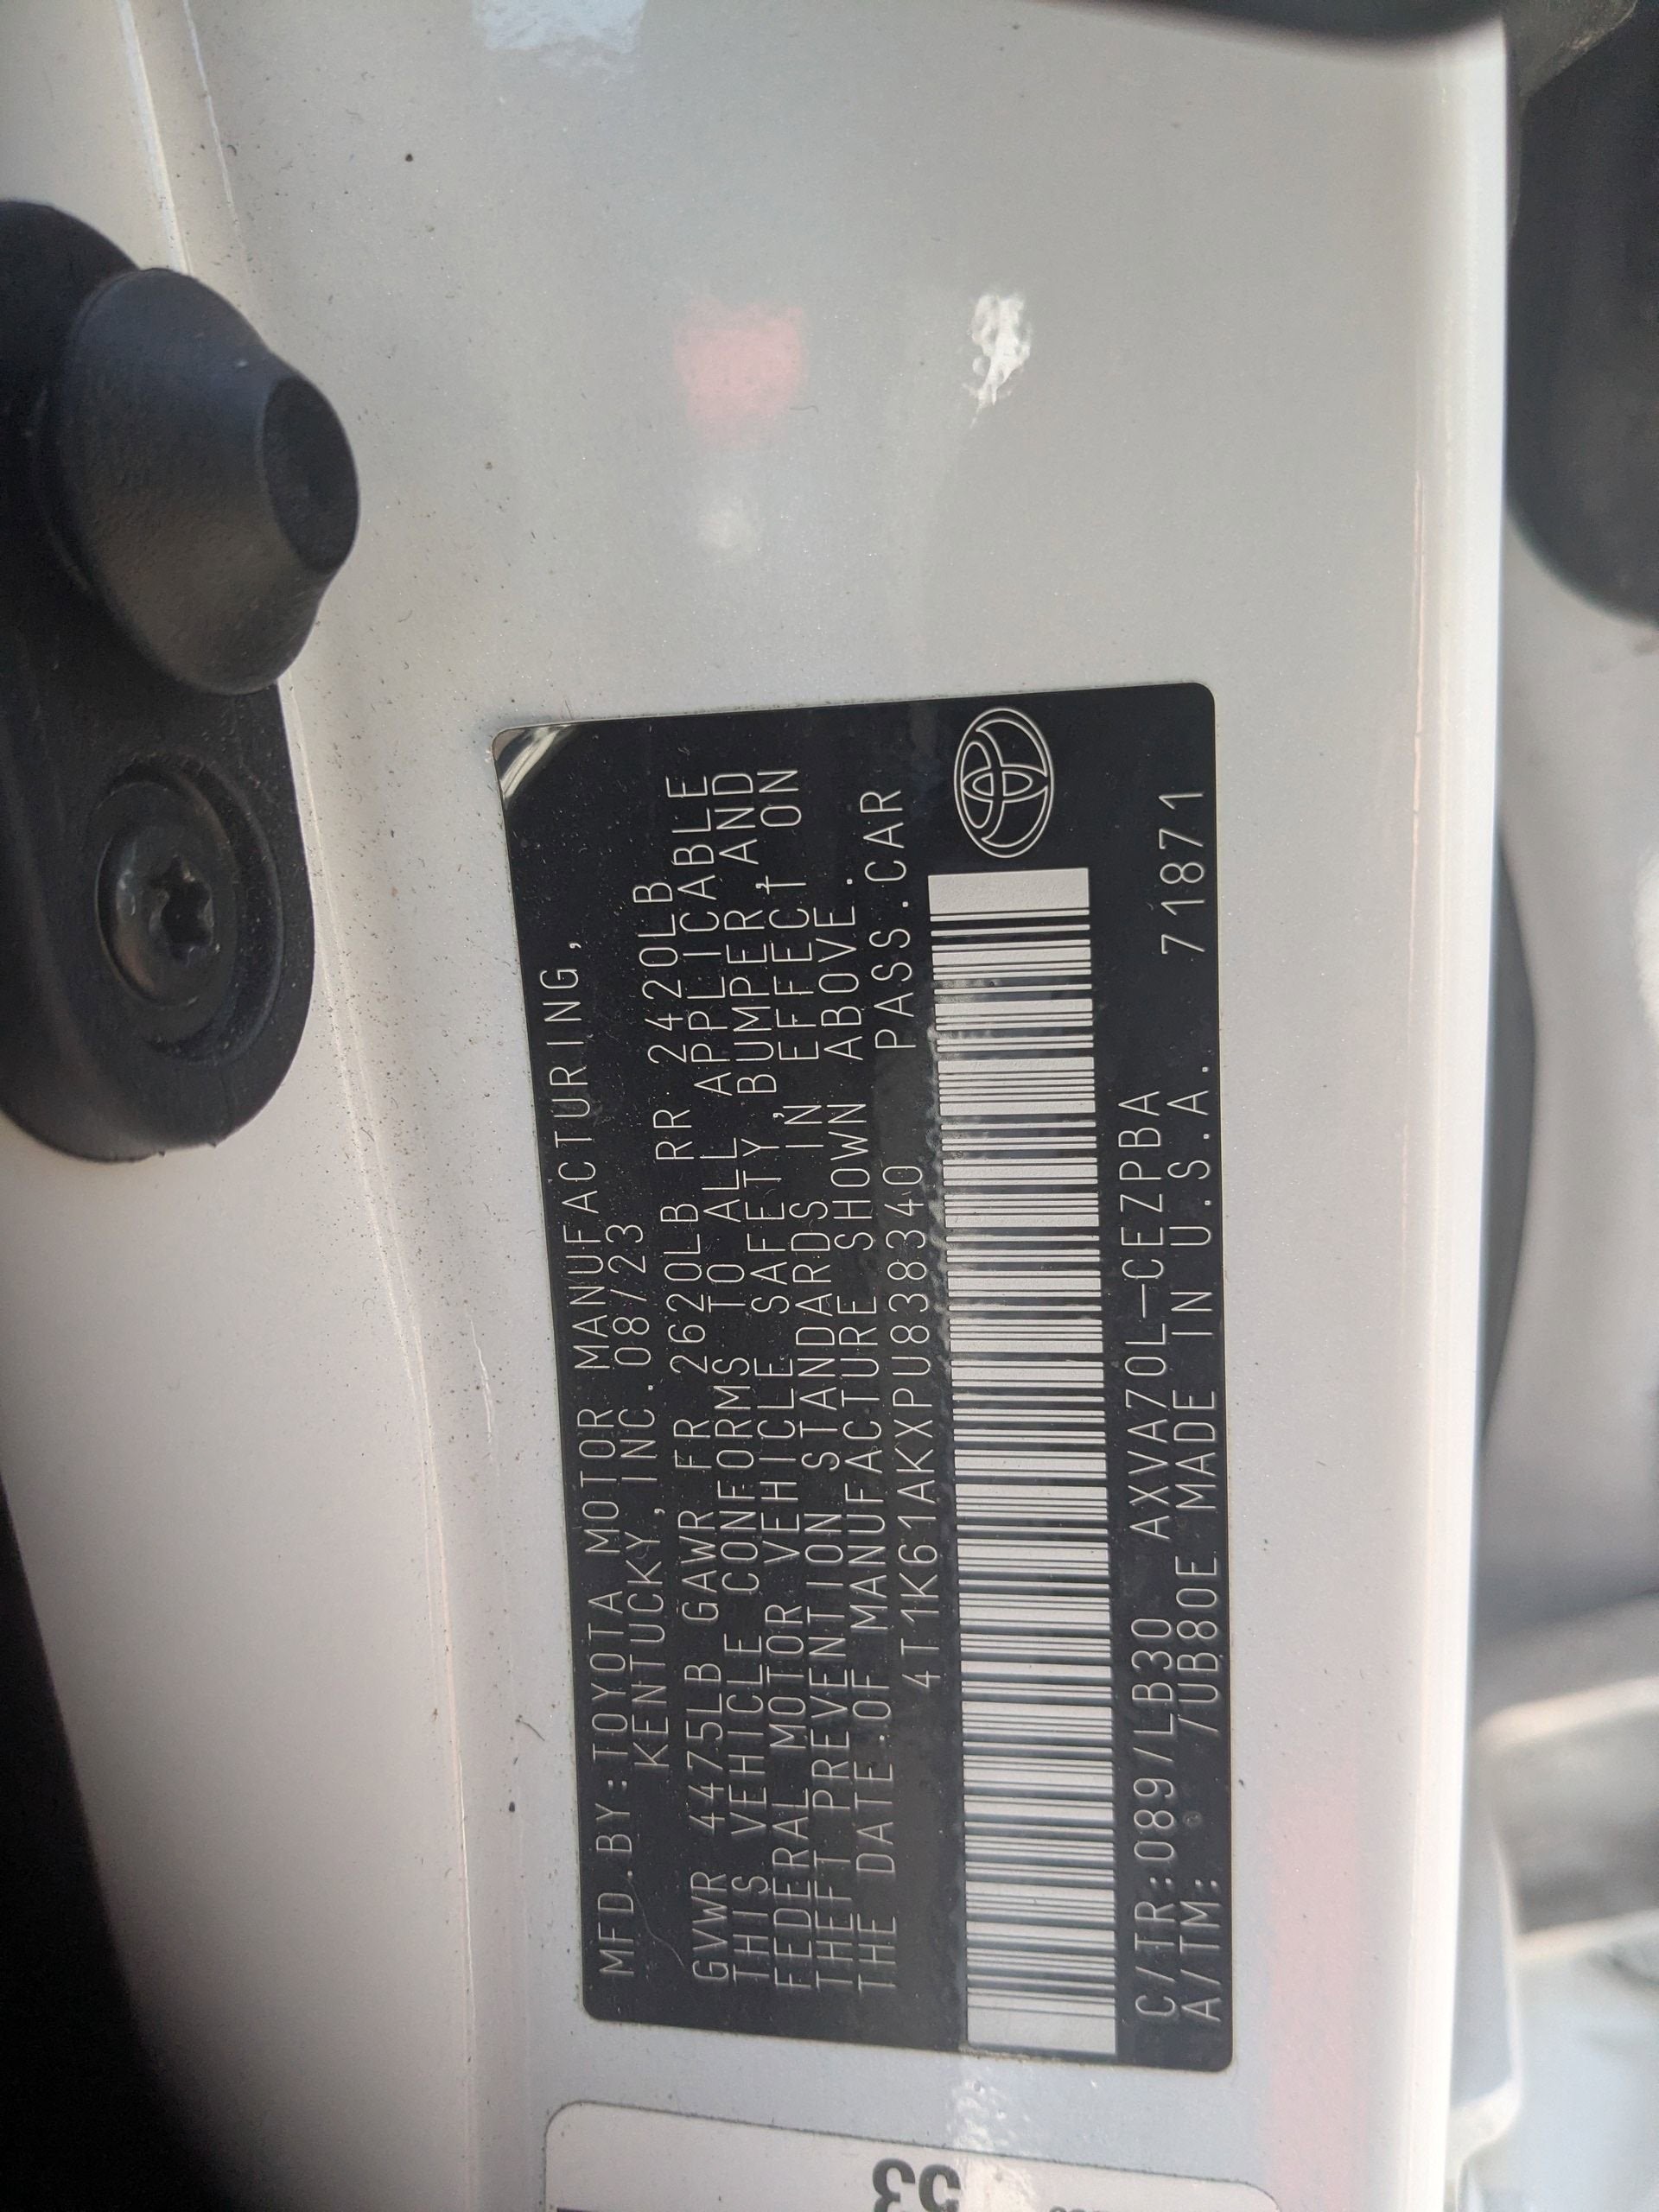 MFD.BY:TOYOTA MOTOR MANUFACTURING,
KENTUCKY, INC. 08/23
GVWR 4475LB GAWR FR 2620LB RR 2420LB
THIS VEHICLE CONFORMS TO ALL APPLICABLE
FEDERAL MOTOR VEHICLE SAFETY, BUMPER, AND
THEFT PREVENTION STANDARDS IN EFFECT ON
THE DATE OF MANUFACTURE SHOWN ABOVE.
4T1K61AKXPU838340 PASS.CAR
C/TR:089/LB30 AXVA70L-CEZPBA
A/TM: /UB80E MADE IN U.S.A. 71871
53